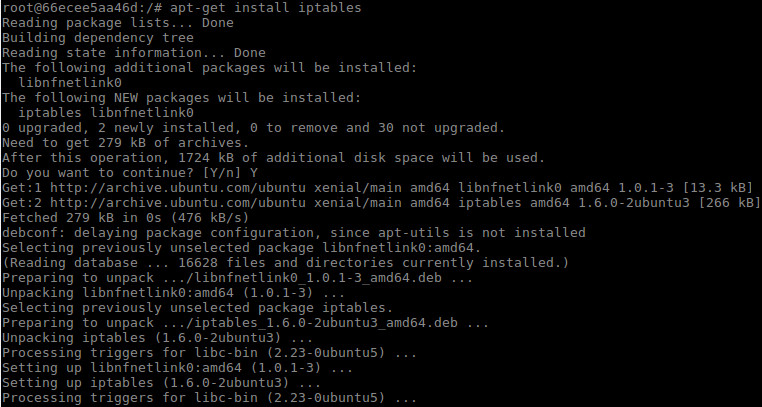 root@66ecee5aa46d:/# apt-get install iptables
Reading package lists... Done
Building dependency tree
Reading state information... Done
The following additional packages will be installed:
  libnfnetlink0
The following NEW packages will be installed:
  iptables libnfnetlink0
0 upgraded, 2 newly installed, 0 to remove and 30 not upgraded.
Need to get 279 kB of archives.
After this operation, 1724 kB of additional disk space will be used.
Do you want to continue? [Y/n] Y
Get:1 http://archive.ubuntu.com/ubuntu xenial/main amd64 libnfnetlink0 amd64 1.0.1-3 [13.3 kB]
Get:2 http://archive.ubuntu.com/ubuntu xenial/main amd64 iptables amd64 1.6.0-2ubuntu3 [266 kB]
Fetched 279 kB in 0s (476 kB/s)
debconf: delaying package configuration, since apt-utils is not installed
Selecting previously unselected package libnfnetlink0:amd64.
(Reading database ... 16628 files and directories currently installed.)
Preparing to unpack .../libnfnetlink0_1.0.1-3_amd64.deb ...
Unpacking libnfnetlink0:amd64 (1.0.1-3) ...
Selecting previously unselected package iptables.
Preparing to unpack .../iptables_1.6.0-2ubuntu3_amd64.deb ...
Unpacking iptables (1.6.0-2ubuntu3) ...
Processing triggers for libc-bin (2.23-0ubuntu5) ...
Setting up libnfnetlink0:amd64 (1.0.1-3) ...
Setting up iptables (1.6.0-2ubuntu3) ...
Processing triggers for libc-bin (2.23-0ubuntu5) ...